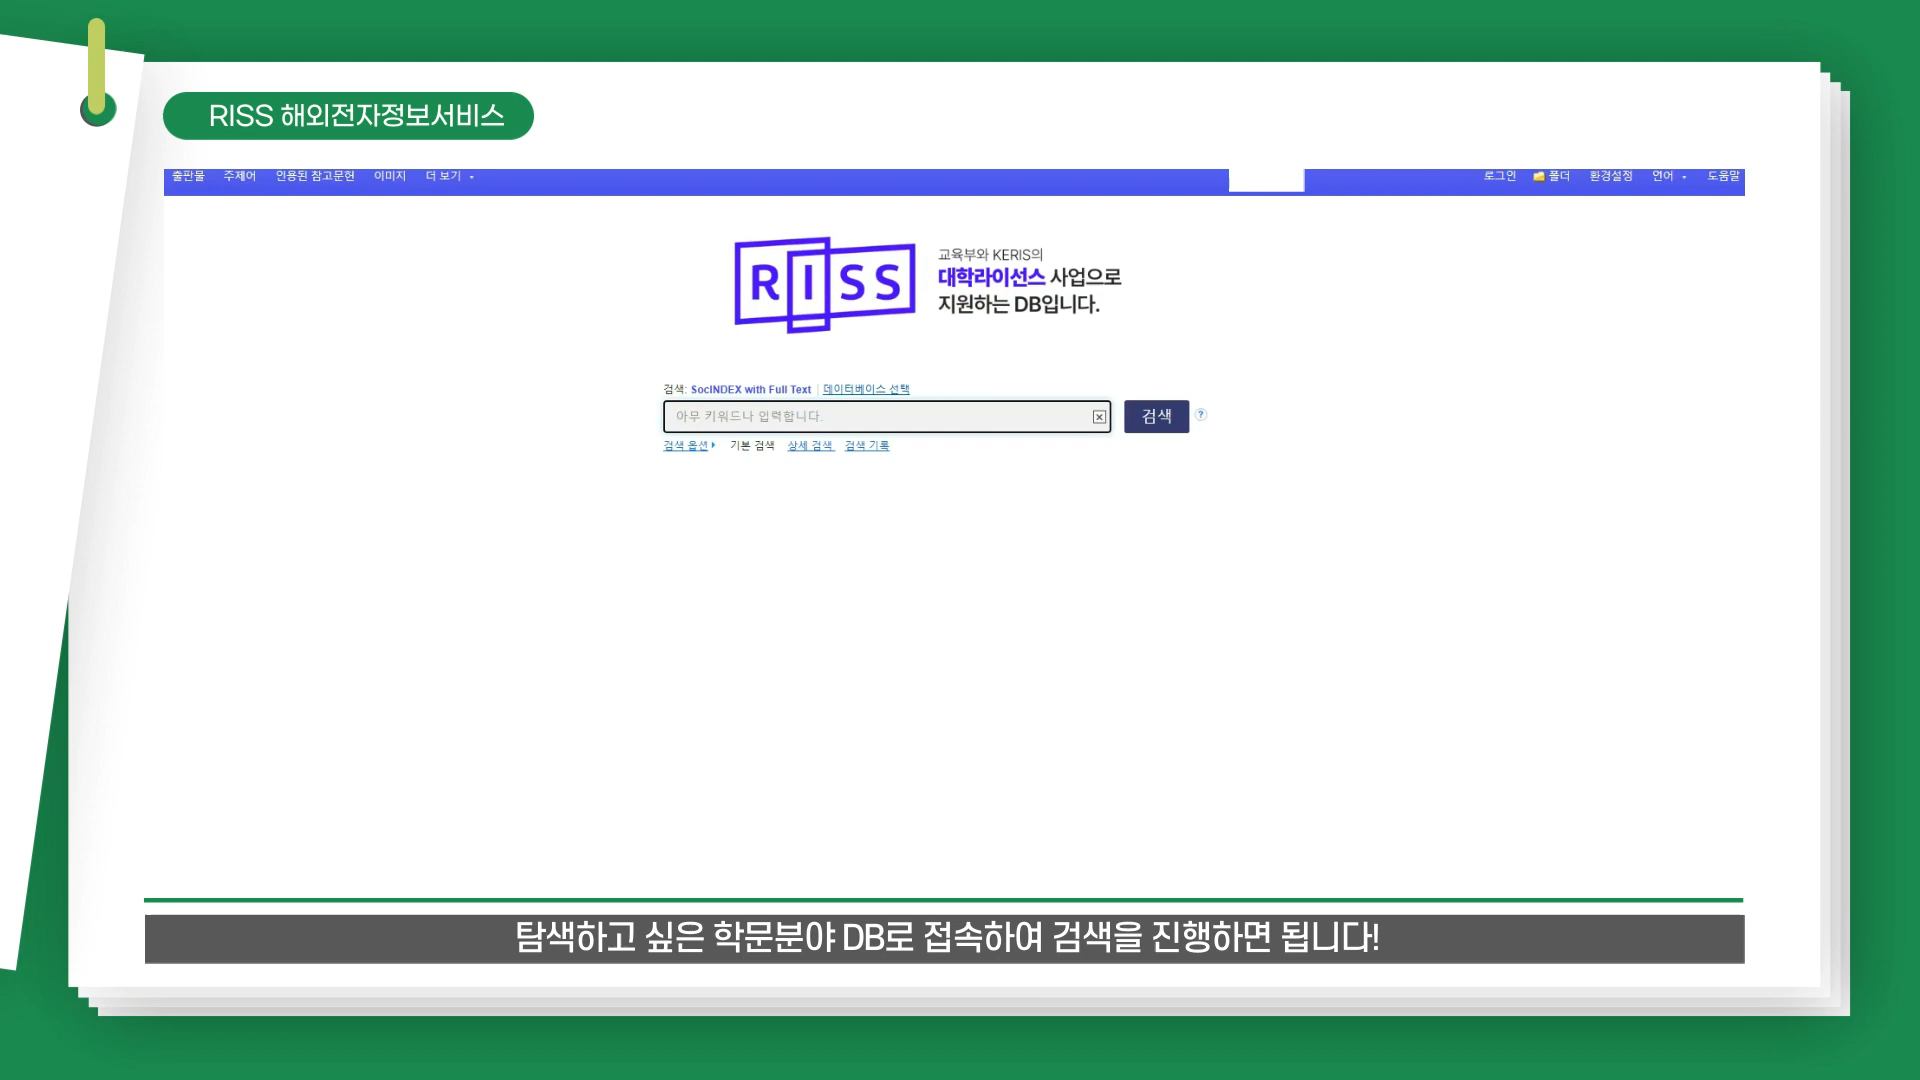 RISS 해외전자정보서비스
출판물 주제어 인용된 참고문헌 이미지 더 보기 로그인 폴더 환경설정 언어 도움말
RISS
교육부와 KERIS의
대학라이선스 사업으로
지원하는 DB입니다.
검색: SocINDEX with Full Text 데이터베이스 선택
아무 키워드나 입력합니다.
검색 ?
검색 옵션 기본 검색 상세 검색 검색 기록
탐색하고 싶은 학문분야 DB로 접속하여 검색을 진행하면 됩니다!